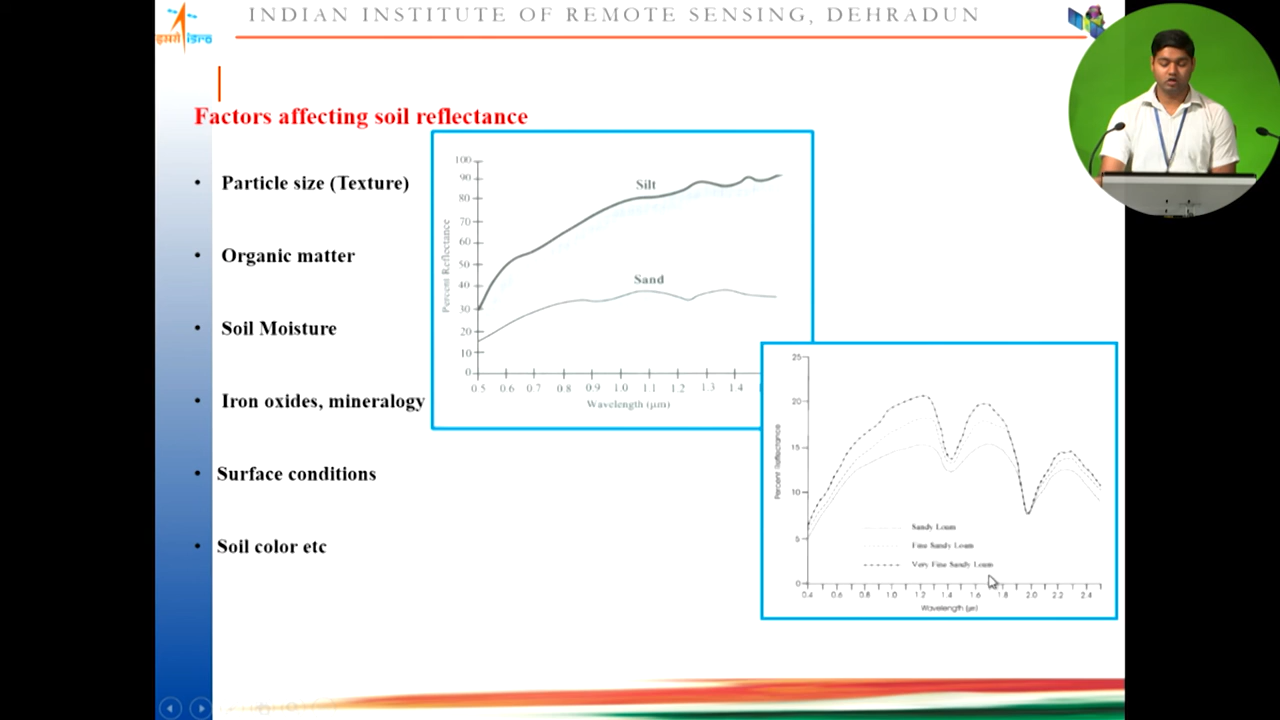 INDIAN INSTITUTE OF REMOTE SENSING, DEHRADUN
इसरो isro
Factors affecting soil reflectance
• Particle size (Texture)
• Organic matter
• Soil Moisture
• Iron oxides, mineralogy
• Surface conditions
• Soil color etc
Percent Reflectance
100
90
80
70
60
50
40
30
20
10
0
Silt
Sand
0.5 0.6 0.7 0.8 0.9 1.0 1.1 1.2 1.3 1.4
Wavelength (μm)
Percent Reflectance
25
20
15
10
5
0
Sandy Loam
Fine Sandy Loam
Very Fine Sandy Loam
0.4 0.6 0.8 1.0 1.2 1.4 1.6 1.8 2.0 2.2 2.4
Wavelength (μm)